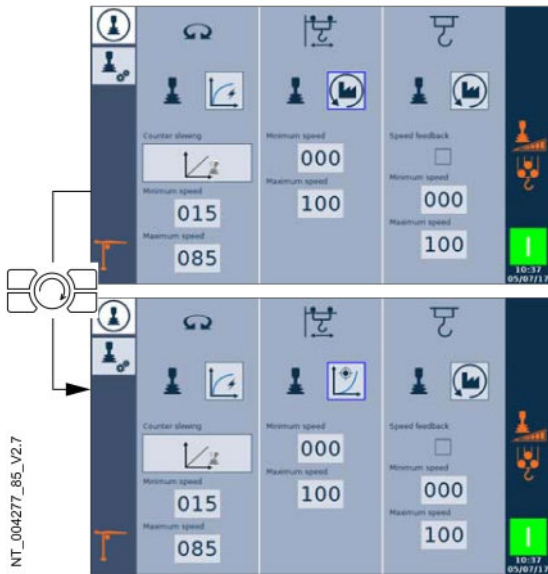 Counter slewing
Minimum speed
Speed feedback
000
Minimum speed
Minimum speed
Maximum speed
000
015
100
Maximum speed
Maximum speed
085
100
10:37
05/07/17
Counter slewing
Minimum speed
Speed feedback
000
Minimum speed
Minimum speed
Maximum speed
000
015
100
Maximum speed
Maximum speed
085
100
10:37
05/07/17
NT_004277_85_V2.7